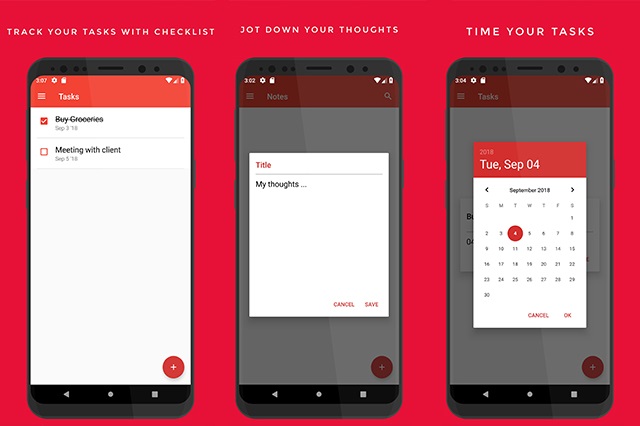 TRACK YOUR TASKS WITH CHECKLIST
3:07
Tasks
Buy Groceries
Sep 3 '18
Meeting with client
Sep 5 '18
+
JOT DOWN YOUR THOUGHTS
3:02
Notes
Title
My thoughts ...
CANCEL SAVE
+
TIME YOUR TASKS
3:04
Tasks
2018
Tue, Sep 04
September 2018
S M T W T F S
1
2 3 4 5 6 7 8
9 10 11 12 13 14 15
16 17 18 19 20 21 22
23 24 25 26 27 28 29
30
CANCEL OK
+